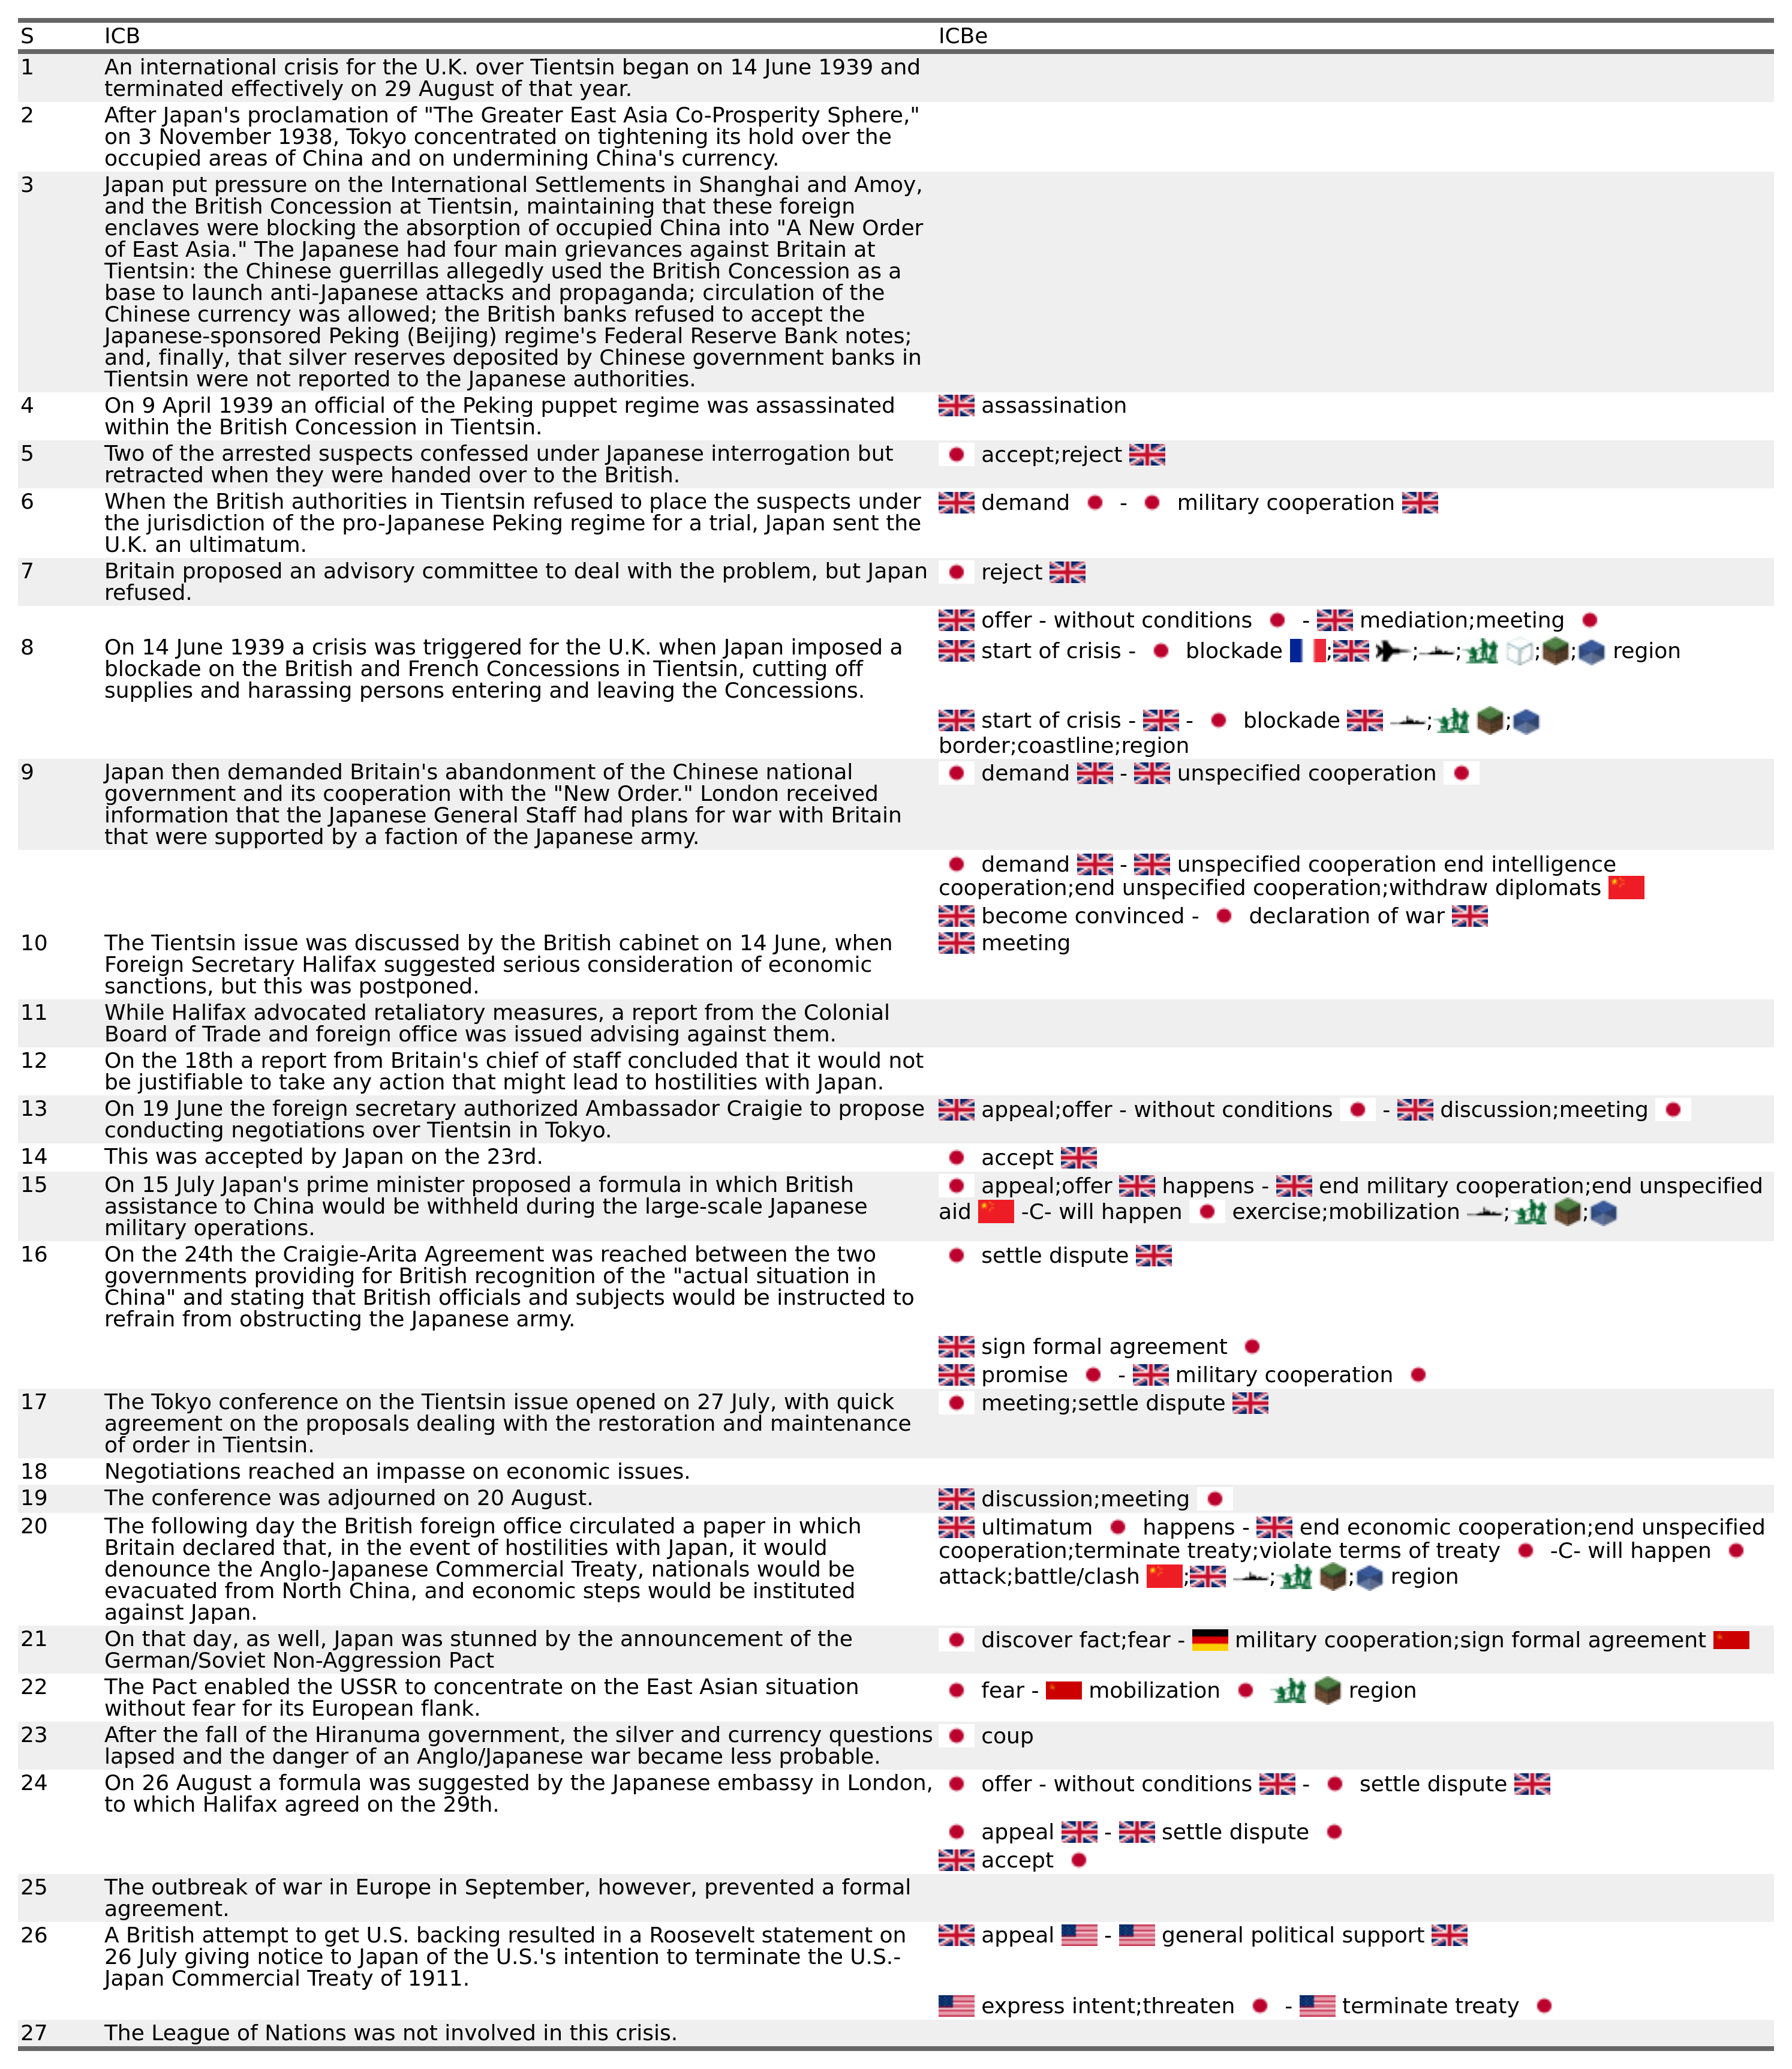 S ICB ICBe
1 An international crisis for the U.K. over Tientsin began on 14 June 1939 and
terminated effectively on 29 August of that year.
2 After Japan's proclamation of "The Greater East Asia Co-Prosperity Sphere,"
on 3 November 1938, Tokyo concentrated on tightening its hold over the
occupied areas of China and on undermining China's currency.
3 Japan put pressure on the International Settlements in Shanghai and Amoy,
and the British Concession at Tientsin, maintaining that these foreign
enclaves were blocking the absorption of occupied China into "A New Order
of East Asia." The Japanese had four main grievances against Britain at
Tientsin: the Chinese guerrillas allegedly used the British Concession as a
base to launch anti-Japanese attacks and propaganda; circulation of the
Chinese currency was allowed; the British banks refused to accept the
Japanese-sponsored Peking (Beijing) regime's Federal Reserve Bank notes;
and, finally, that silver reserves deposited by Chinese government banks in
Tientsin were not reported to the Japanese authorities.
4 On 9 April 1939 an official of the Peking puppet regime was assassinated
within the British Concession in Tientsin.
assassination
5 Two of the arrested suspects confessed under Japanese interrogation but
retracted when they were handed over to the British.
accept;reject
6 When the British authorities in Tientsin refused to place the suspects under
the jurisdiction of the pro-Japanese Peking regime for a trial, Japan sent the
U.K. an ultimatum.
demand - military cooperation
7 Britain proposed an advisory committee to deal with the problem, but Japan
refused.
reject
offer - without conditions - mediation;meeting
8 On 14 June 1939 a crisis was triggered for the U.K. when Japan imposed a
blockade on the British and French Concessions in Tientsin, cutting off
supplies and harassing persons entering and leaving the Concessions.
start of crisis - blockade ; ; ; ; ; region
start of crisis - - blockade ; ;
border;coastline;region
9 Japan then demanded Britain's abandonment of the Chinese national
government and its cooperation with the "New Order." London received
information that the Japanese General Staff had plans for war with Britain
that were supported by a faction of the Japanese army.
demand - unspecified cooperation
demand - unspecified cooperation end intelligence
cooperation;end unspecified cooperation;withdraw diplomats
become convinced - declaration of war
10 The Tientsin issue was discussed by the British cabinet on 14 June, when
Foreign Secretary Halifax suggested serious consideration of economic
sanctions, but this was postponed.
meeting
11 While Halifax advocated retaliatory measures, a report from the Colonial
Board of Trade and foreign office was issued advising against them.
12 On the 18th a report from Britain's chief of staff concluded that it would not
be justifiable to take any action that might lead to hostilities with Japan.
13 On 19 June the foreign secretary authorized Ambassador Craigie to propose
conducting negotiations over Tientsin in Tokyo.
appeal;offer - without conditions - discussion;meeting
14 This was accepted by Japan on the 23rd.
accept
15 On 15 July Japan's prime minister proposed a formula in which British
assistance to China would be withheld during the large-scale Japanese
military operations.
appeal;offer happens - end military cooperation;end unspecified
aid -C- will happen exercise;mobilization ; ;
16 On the 24th the Craigie-Arita Agreement was reached between the two
governments providing for British recognition of the "actual situation in
China" and stating that British officials and subjects would be instructed to
refrain from obstructing the Japanese army.
settle dispute
sign formal agreement
promise - military cooperation
17 The Tokyo conference on the Tientsin issue opened on 27 July, with quick
agreement on the proposals dealing with the restoration and maintenance
of order in Tientsin.
meeting;settle dispute
18 Negotiations reached an impasse on economic issues.
19 The conference was adjourned on 20 August.
discussion;meeting
20 The following day the British foreign office circulated a paper in which
Britain declared that, in the event of hostilities with Japan, it would
denounce the Anglo-Japanese Commercial Treaty, nationals would be
evacuated from North China, and economic steps would be instituted
against Japan.
ultimatum happens - end economic cooperation;end unspecified
cooperation;terminate treaty;violate terms of treaty -C- will happen
attack;battle/clash ; ; ; region
21 On that day, as well, Japan was stunned by the announcement of the
German/Soviet Non-Aggression Pact
discover fact;fear - military cooperation;sign formal agreement
22 The Pact enabled the USSR to concentrate on the East Asian situation
without fear for its European flank.
fear - mobilization region
23 After the fall of the Hiranuma government, the silver and currency questions
lapsed and the danger of an Anglo/Japanese war became less probable.
coup
24 On 26 August a formula was suggested by the Japanese embassy in London,
to which Halifax agreed on the 29th.
offer - without conditions - settle dispute
appeal - settle dispute
accept
25 The outbreak of war in Europe in September, however, prevented a formal
agreement.
26 A British attempt to get U.S. backing resulted in a Roosevelt statement on
26 July giving notice to Japan of the U.S.'s intention to terminate the U.S.-
Japan Commercial Treaty of 1911.
appeal - general political support
express intent;threaten - terminate treaty
27 The League of Nations was not involved in this crisis.